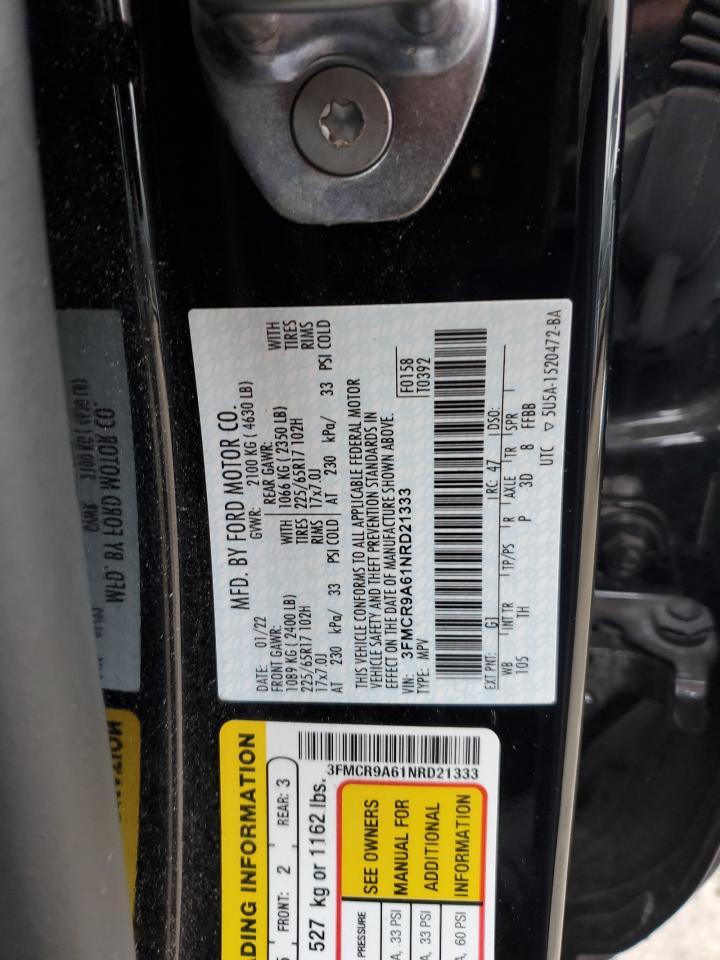 MFD. BY FORD MOTOR CO.
DATE: 01/22 GVWR: 2100 KG ( 4630 LB)
FRONT GAWR: REAR GAWR:
1089 KG ( 2400 LB) WITH 1066 KG ( 2350 LB) WITH
225/65R17 102H TIRES 225/65R17 102H TIRES
17x7.0J RIMS 17x7.0J RIMS
AT 230 kPa/ 33 PSI COLD AT 230 kPa/ 33 PSI COLD
THIS VEHICLE CONFORMS TO ALL APPLICABLE FEDERAL MOTOR
VEHICLE SAFETY AND THEFT PREVENTION STANDARDS IN
EFFECT ON THE DATE OF MANUFACTURE SHOWN ABOVE.
VIN: 3FMCR9A61NRD21333
TYPE: MPV
F0158
T0392
EXT PNT: G1 RC: 47 DSO:
WB INT TR TP/PS R AXLE TR SPR
105 TH P 3D 8 FFBB
UTC ▽ 5U5A-1520472-BA
ADING INFORMATION
FRONT: 2 REAR: 3
527 kg or 1162 lbs.
3FMCR9A61NRD21333
PRESSURE
33 PSI
33 PSI
60 PSI
SEE OWNERS
MANUAL FOR
ADDITIONAL
INFORMATION